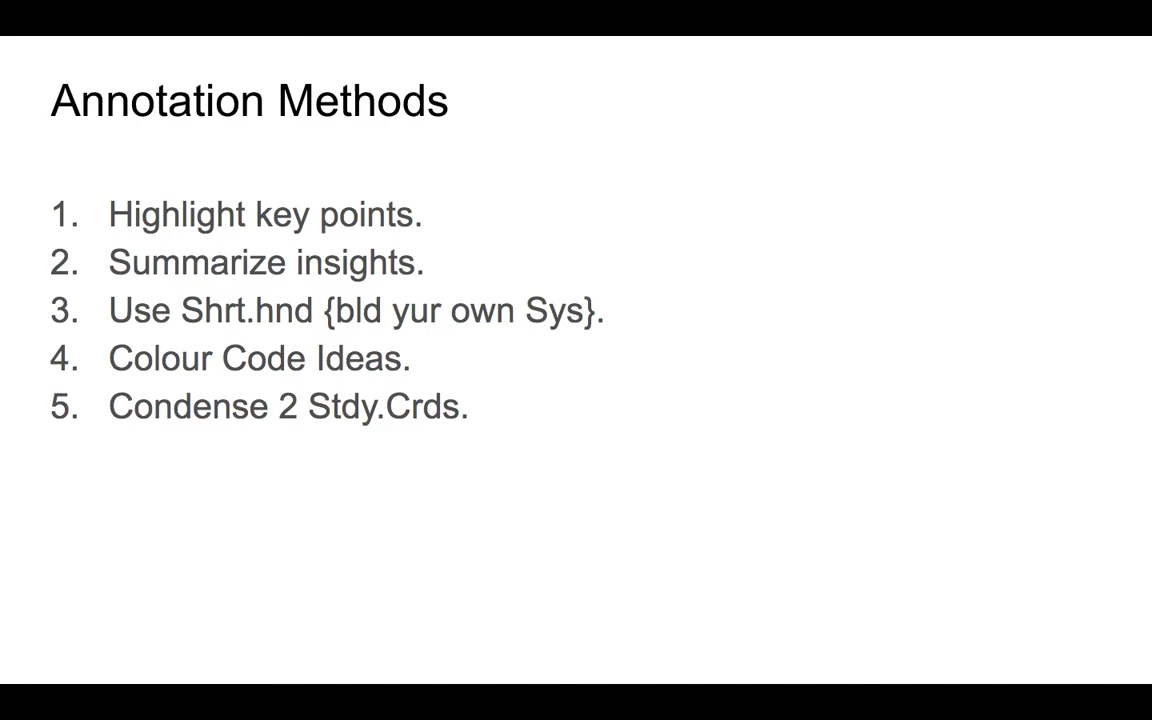 Annotation Methods
1. Highlight key points.
2. Summarize insights.
3. Use Shrt.hnd {bld yur own Sys}.
4. Colour Code Ideas.
5. Condense 2 Stdy.Crds.